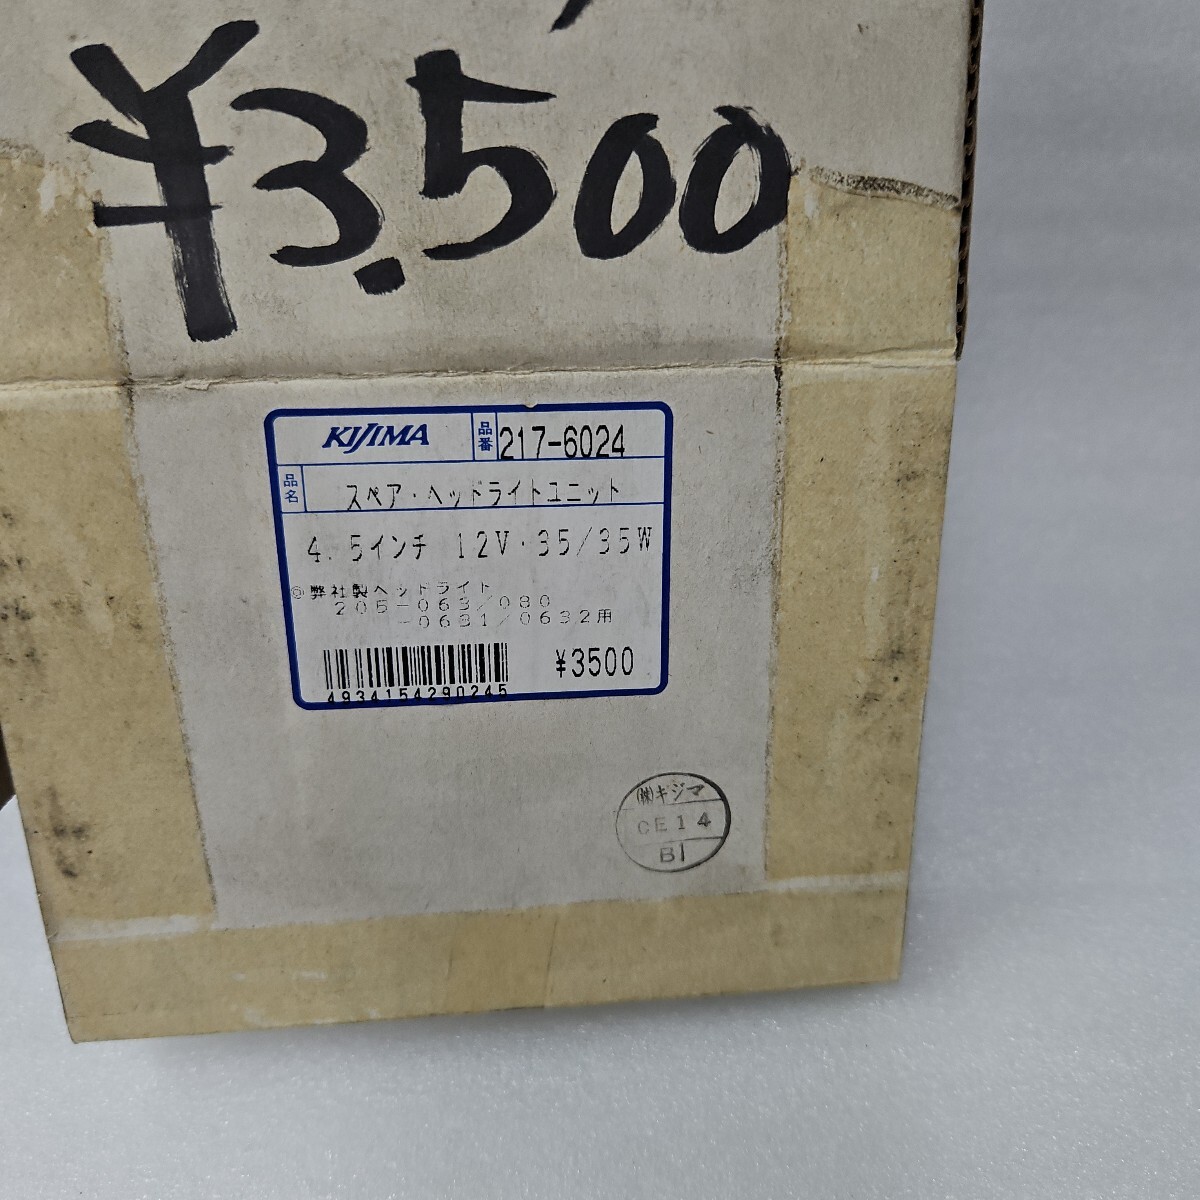 ¥3.500
KIJIMA 品番 217-6024
品名 スペア・ヘッドライトユニット
4.5インチ 12V・35/35W
◎弊社製ヘッドライト
205-063/080
-0631/0632用
¥3500
4934154290245
㈱キジマ
CE14
B1